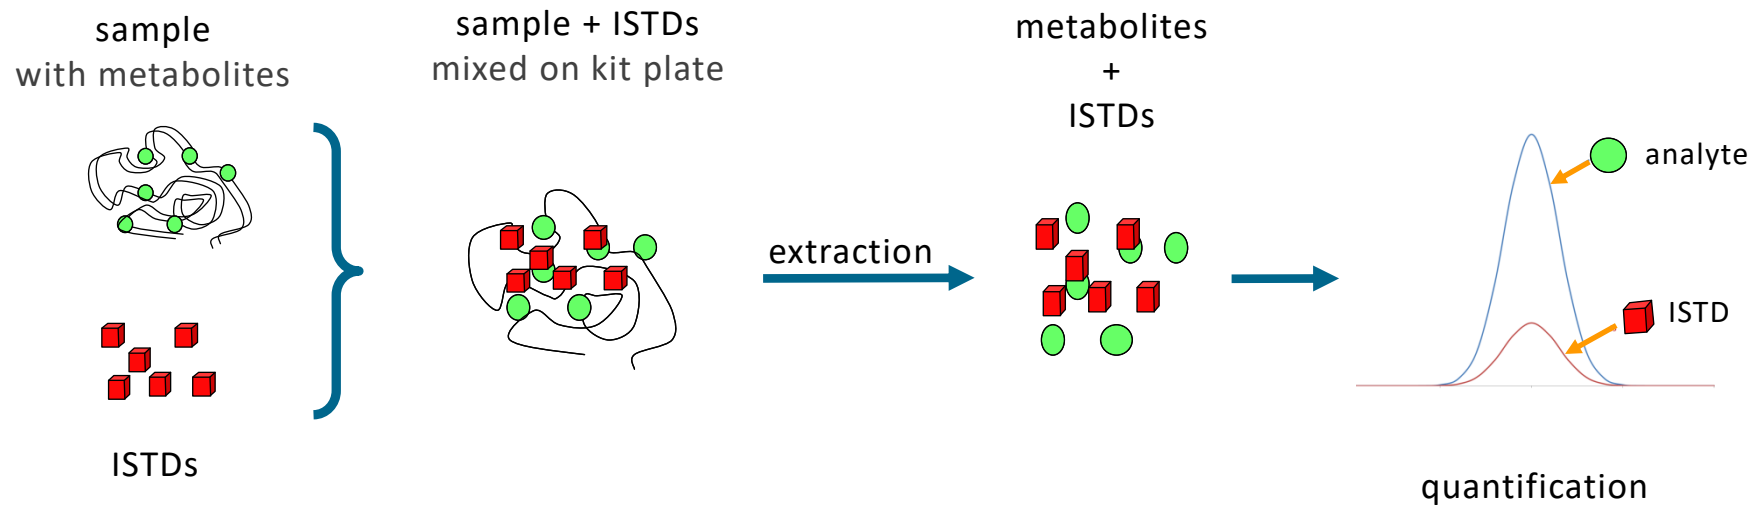 sample
with metabolites
ISTDs
sample + ISTDs
mixed on kit plate
extraction
metabolites
+
ISTDs
analyte
ISTD
quantification